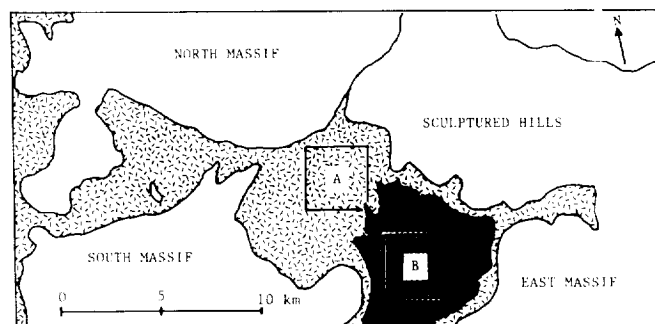 N
NORTH MASSIF
SCULPTURED HILLS
A
SOUTH MASSIF
B
EAST MASSIF
0 5 10 km